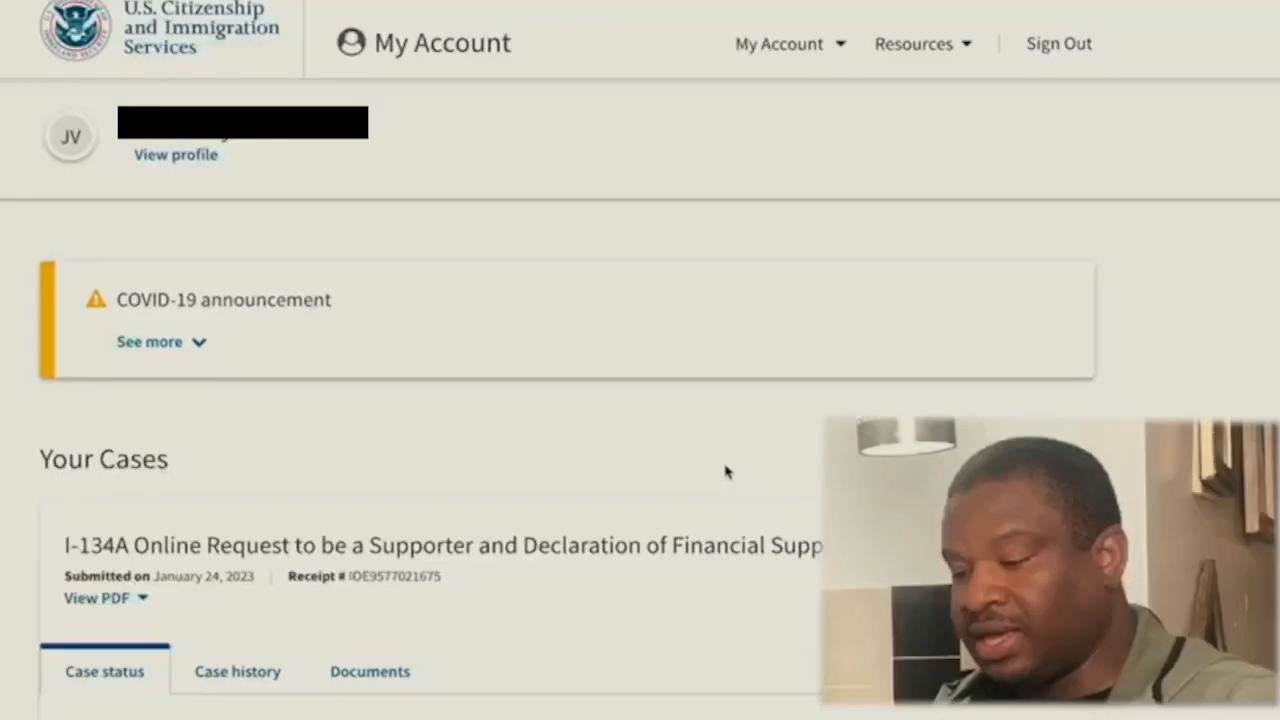 U.S. Citizenship
and Immigration
Services
My Account
My Account
Resources
Sign Out
JV
View profile
COVID-19 announcement
See more
Your Cases
I-134A Online Request to be a Supporter and Declaration of Financial Supp
Submitted on January 24, 2023 | Receipt # IOE9577021675
View PDF
Case status
Case history
Documents